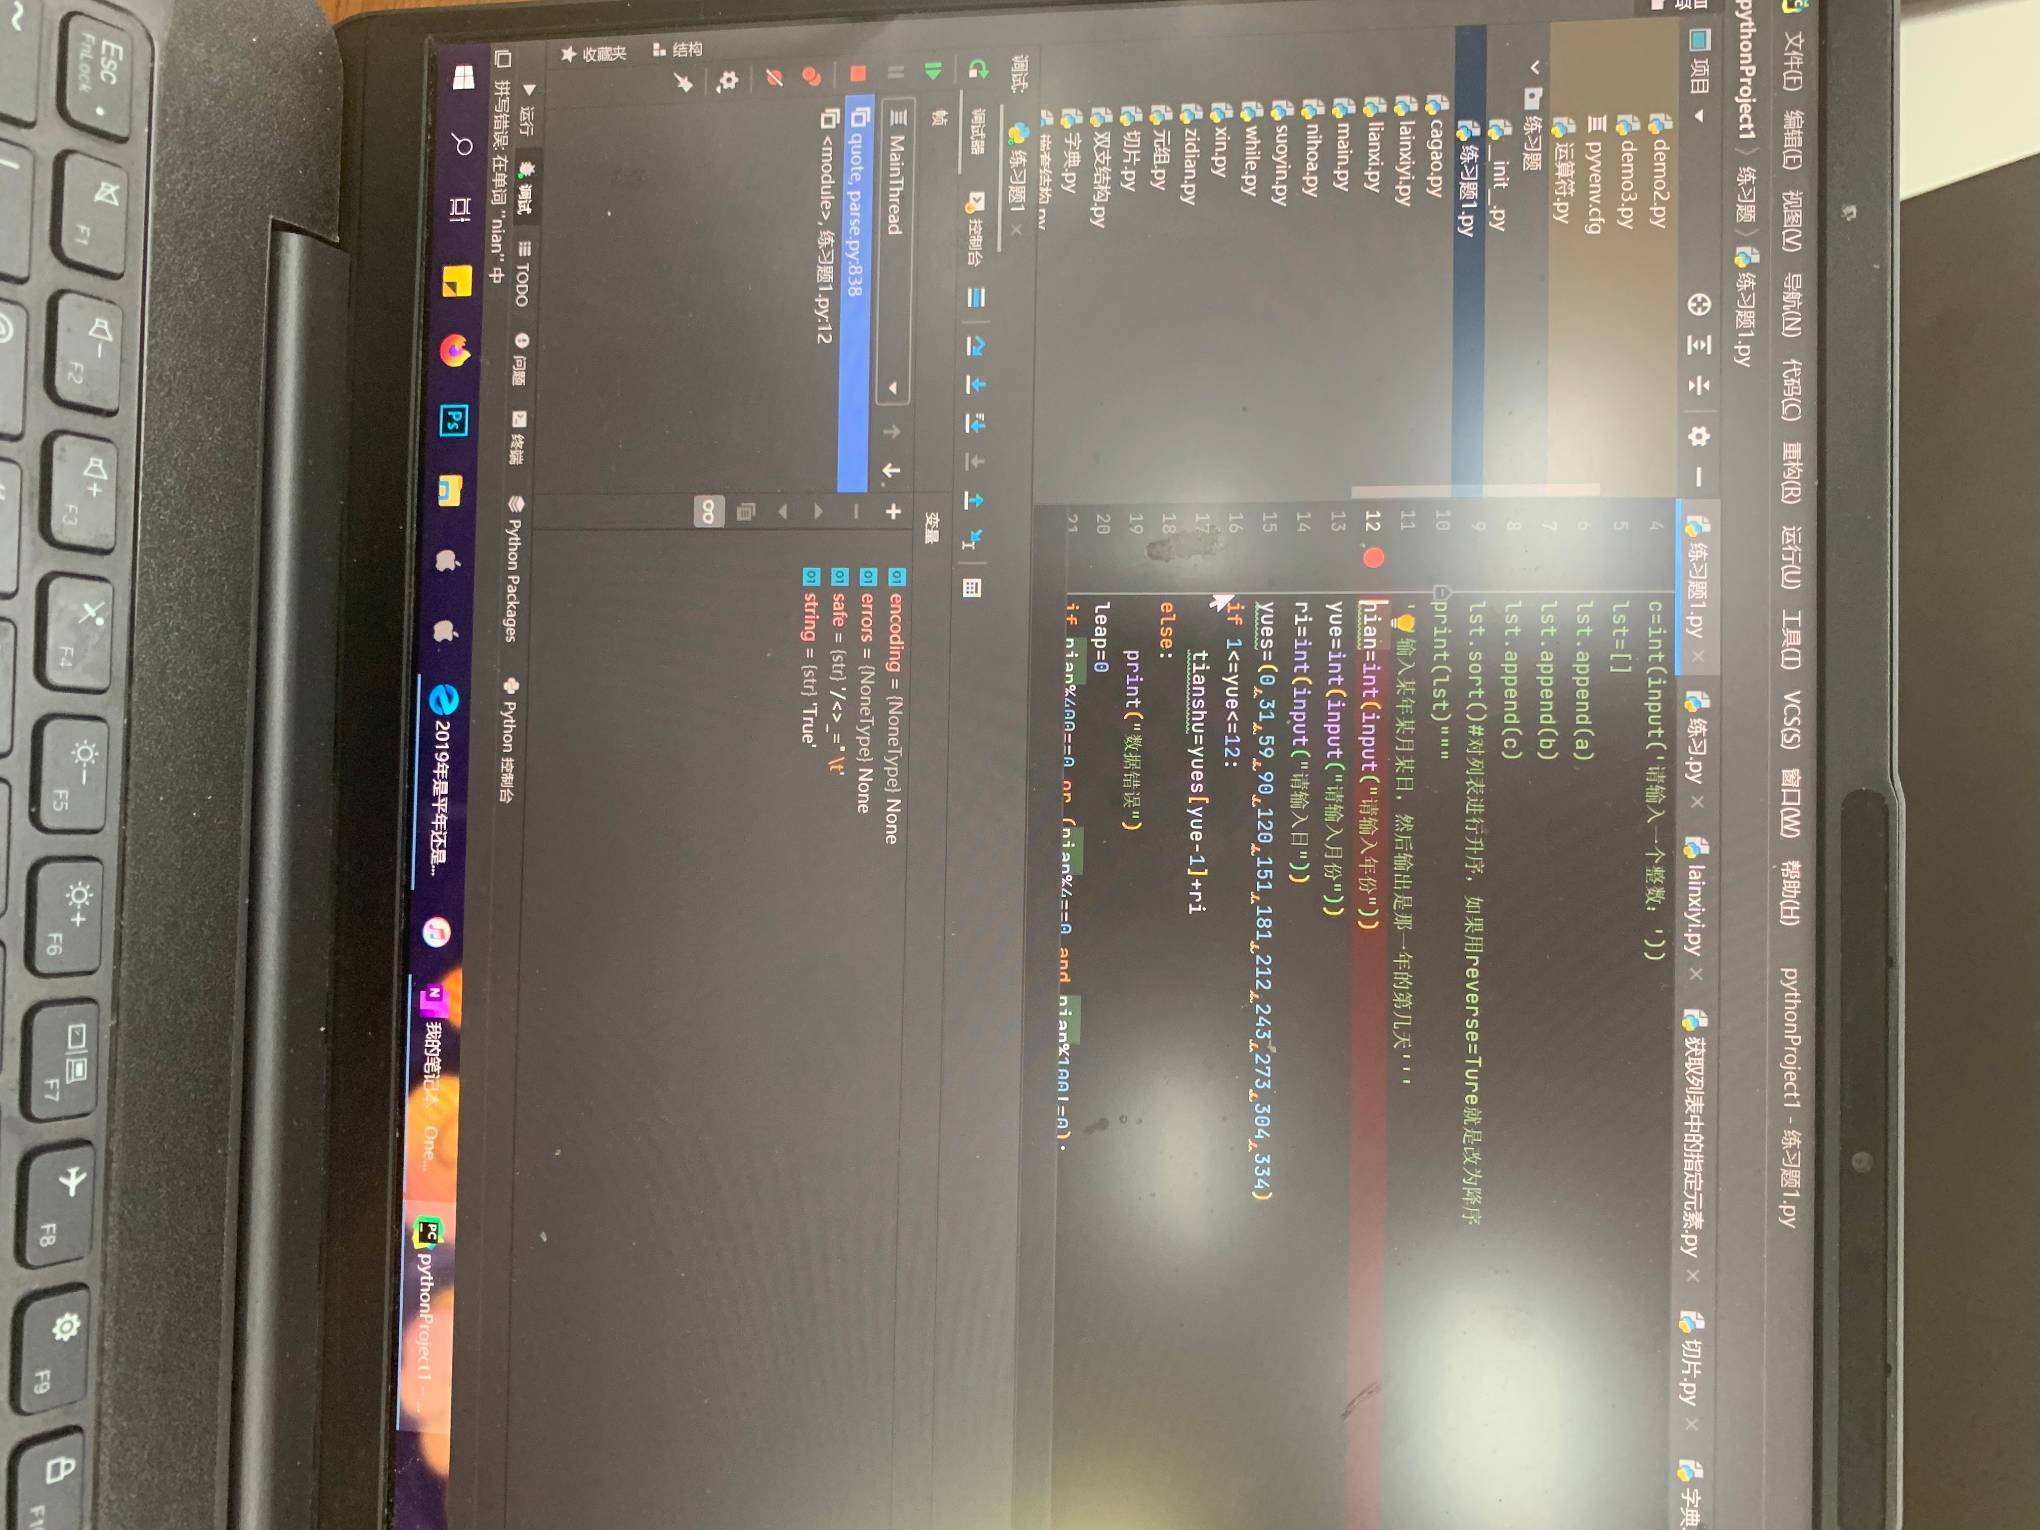 文件(F) 编辑(E) 视图(V) 导航(N) 代码(C) 重构(R) 运行(U) 工具(T) VCS(S) 窗口(W) 帮助(H) pythonProject1 - 练习题1.py
pythonProject1 练习题 练习题1.py
项目
练习题1.py 练习.py lainxiyi.py 获取列表中的指定元素.py 切片.py 字典.
demo2.py
demo3.py
pyvenv.cfg
运算符.py
练习题
__init__.py
练习题1.py
cagao.py
lainxiyi.py
lianxi.py
main.py
nihoa.py
suoyin.py
while.py
xin.py
zidian.py
元组.py
切片.py
双支结构.py
字典.py
嵌套结构.py
4 c=int(input('请输入一个整数：'))
5 lst=[]
6 lst.append(a)
7 lst.append(b)
8 lst.append(c)
9 lst.sort()#对列表进行升序，如果用reverse=Ture就是改为降序
10 print(lst)"""
11 '输入某年某月某日，然后输出是那一年的第几天'''
12 nian=int(input("请输入年份"))
13 yue=int(input("请输入月份"))
14 ri=int(input("请输入日"))
15 yues=(0,31,59,90,120,151,181,212,243,273,304,334)
16 if 1<=yue<=12:
17 tianshu=yues[yue-1]+ri
18 else:
19 print("数据错误")
20 leap=0
21 if nian%400==0 or (nian%4==0 and nian%100!=0):
调试: 练习题1
调试器 控制台
帧
变量
MainThread
quote, parse.py:838
<module>, 练习题1.py:12
encoding = {NoneType} None
errors = {NoneType} None
safe = {str} '/<>_=" \t'
string = {str} 'True'
结构
收藏夹
运行 调试 TODO 问题 终端 Python Packages Python 控制台
拼写错误: 在单词 ''nian'' 中
Ps 2019年是平年还是... N 我的笔记本 One... PC pythonProject1 – ...
Esc FnLock F1 F2 F3 F4 F5 F6 F7 F8 F9